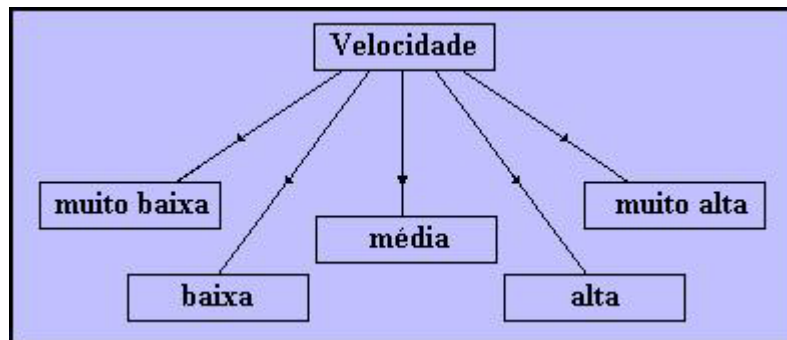 Velocidade
muito baixa
muito alta
média
baixa
alta